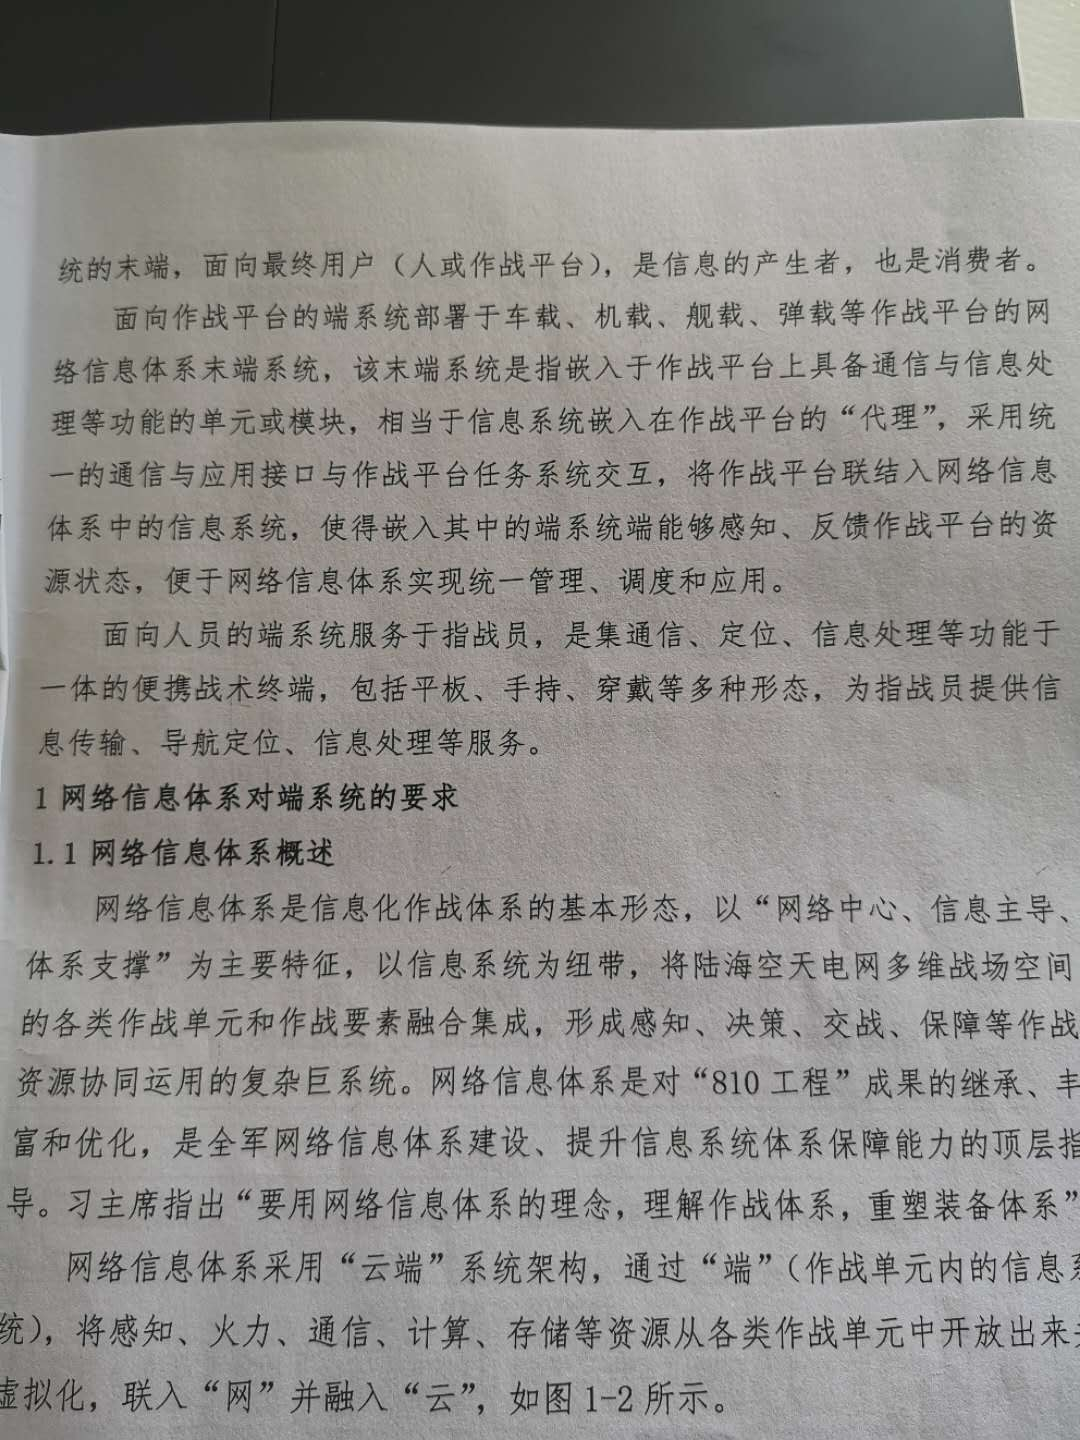 统的末端，面向最终用户（人或作战平台），是信息的产生者，也是消费者。
面向作战平台的端系统部署于车载、机载、舰载、弹载等作战平台的网
络信息体系末端系统，该末端系统是指嵌入于作战平台上具备通信与信息处
理等功能的单元或模块，相当于信息系统嵌入在作战平台的“代理”，采用统
一的通信与应用接口与作战平台任务系统交互，将作战平台联结入网络信息
体系中的信息系统，使得嵌入其中的端系统端能够感知、反馈作战平台的资
源状态，便于网络信息体系实现统一管理、调度和应用。
面向人员的端系统服务于指战员，是集通信、定位、信息处理等功能于
一体的便携战术终端，包括平板、手持、穿戴等多种形态，为指战员提供信
息传输、导航定位、信息处理等服务。
1 网络信息体系对端系统的要求
1.1 网络信息体系概述
网络信息体系是信息化作战体系的基本形态，以“网络中心、信息主导、
体系支撑”为主要特征，以信息系统为纽带，将陆海空天电网多维战场空间
的各类作战单元和作战要素融合集成，形成感知、决策、交战、保障等作战
资源协同运用的复杂巨系统。网络信息体系是对“810 工程”成果的继承、丰
富和优化，是全军网络信息体系建设、提升信息系统体系保障能力的顶层指
导。习主席指出“要用网络信息体系的理念，理解作战体系，重塑装备体系”
网络信息体系采用“云端”系统架构，通过“端”（作战单元内的信息系
统），将感知、火力、通信、计算、存储等资源从各类作战单元中开放出来
虚拟化，联入“网”并融入“云”，如图 1-2 所示。